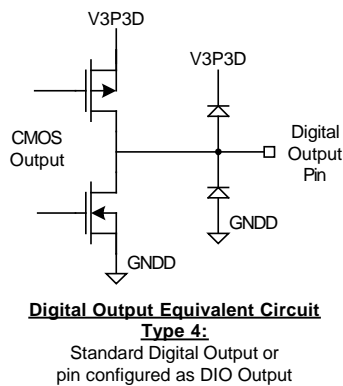 V3P3D
V3P3D
CMOS
Output
Digital
Output
Pin
GNDD
GNDD
Digital Output Equivalent Circuit
Type 4:
Standard Digital Output or
pin configured as DIO Output